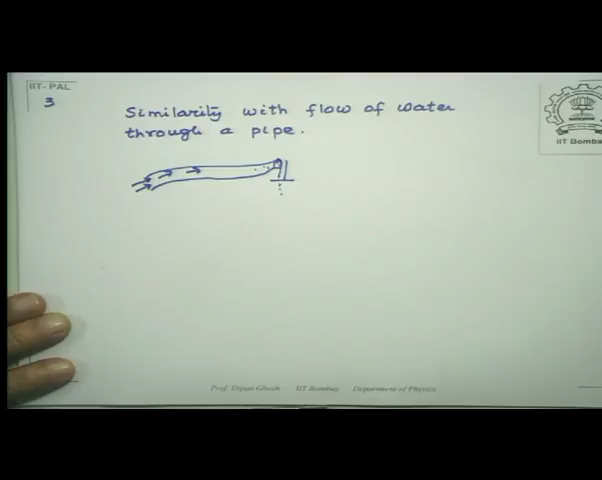 IIT- PAL
3
Similarity with flow of water
through a pipe.
IIT Bomba
Prof. Dipan Ghosh IIT Bombay Department of Physics